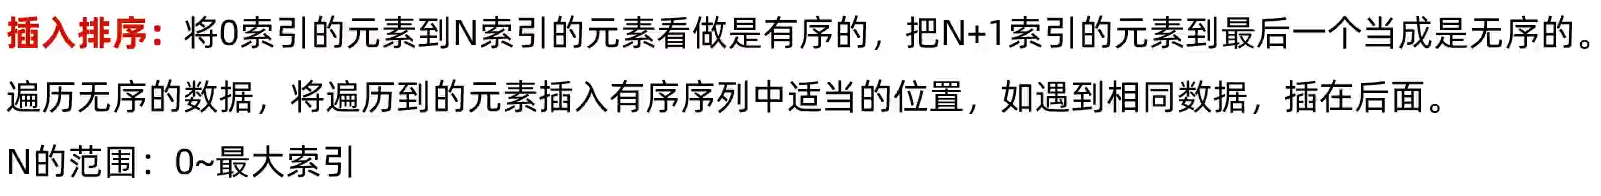 插入排序：将0索引的元素到N索引的元素看做是有序的，把N+1索引的元素到最后一个当成是无序的。
遍历无序的数据，将遍历到的元素插入有序序列中适当的位置，如遇到相同数据，插在后面。
N的范围：0~最大索引